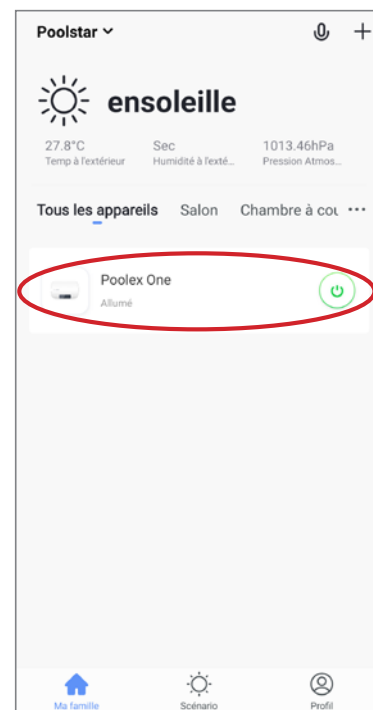 Poolstar
ensoleille
27.8°C Sec 1013.46hPa
Temp à l'extérieur Humidité à l'exté... Pression Atmos...
Tous les appareils Salon Chambre à cou ...
Poolex One
Allumé
Ma famille Scénario Profil